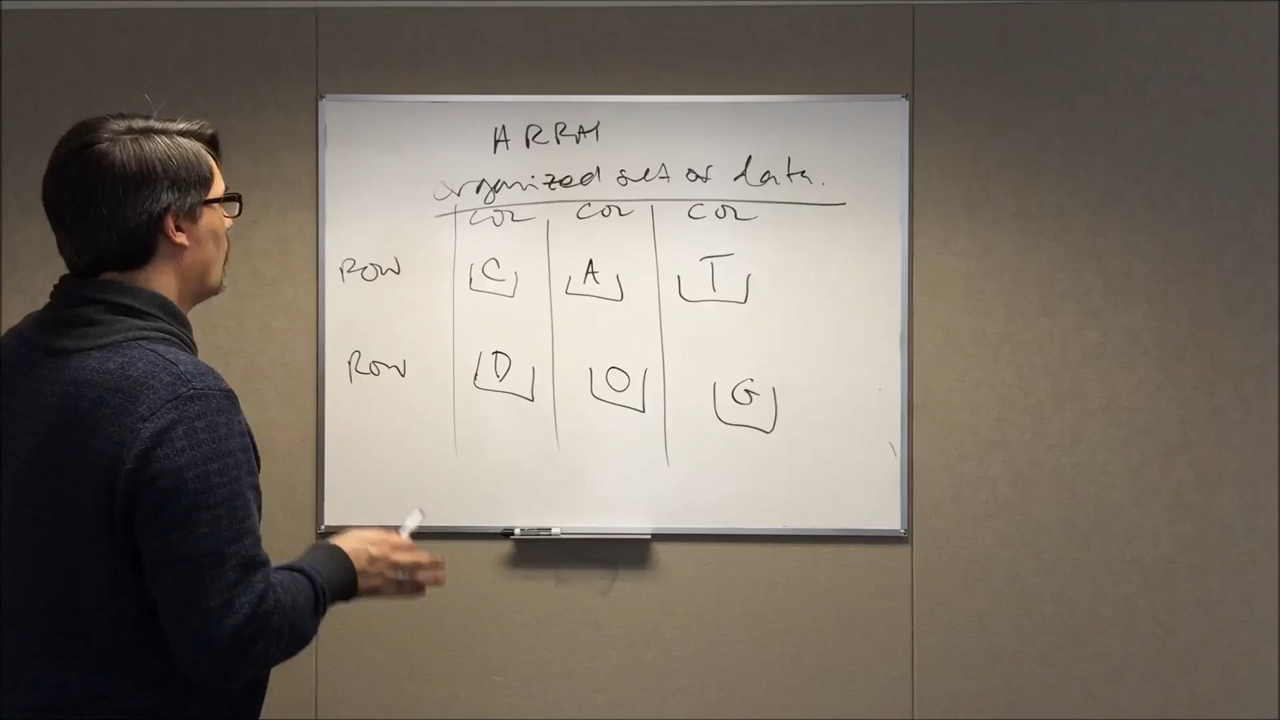 ARRAY
organized set of data.
COL COL COL
ROW C A T
ROW D O G